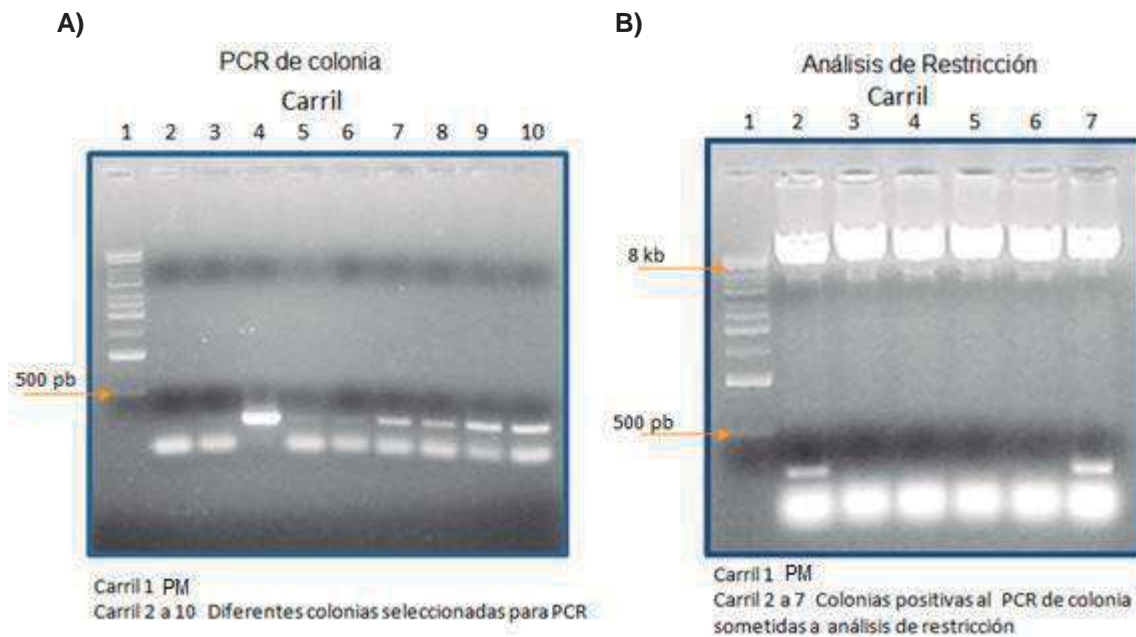 A)
PCR de colonia
Carril
1 2 3 4 5 6 7 8 9 10
500 pb
Carril 1 PM
Carril 2 a 10 Diferentes colonias seleccionadas para PCR
B)
Análisis de Restricción
Carril
1 2 3 4 5 6 7
8 kb
500 pb
Carril 1 PM
Carril 2 a 7 Colonias positivas al PCR de colonia
sometidas a análisis de restricción